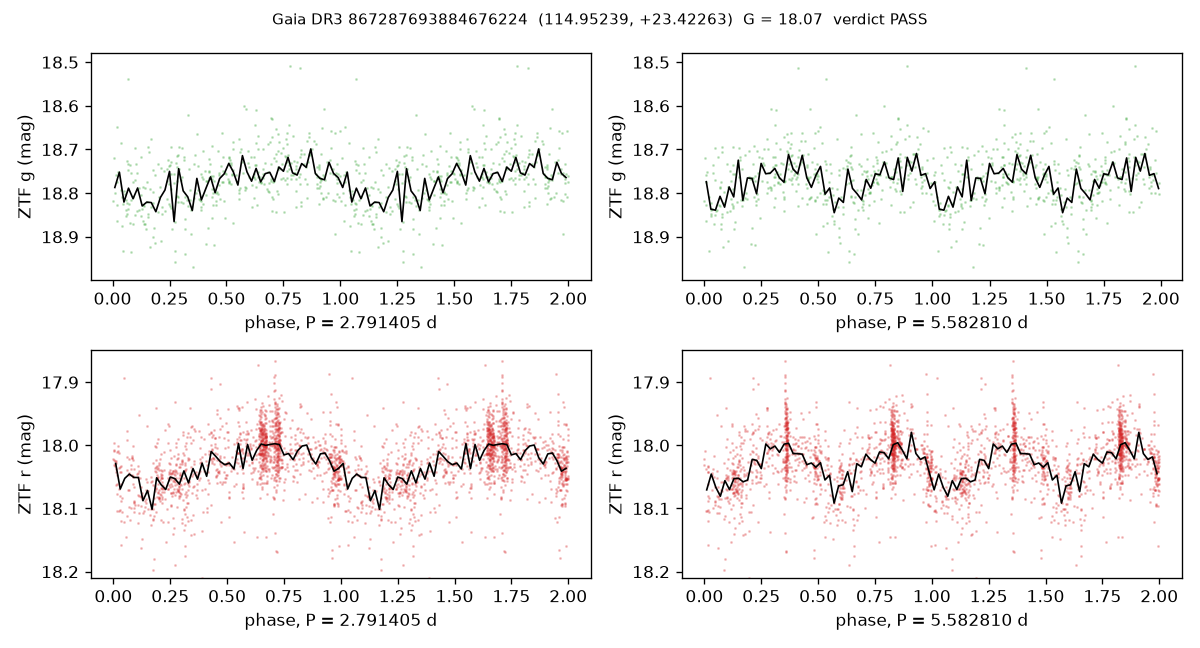 Gaia DR3 867287693884676224 (114.95239, +23.42263) G = 18.07 verdict PASS
ZTF g (mag)
18.5
18.6
18.7
18.8
18.9
0.00 0.25 0.50 0.75 1.00 1.25 1.50 1.75 2.00
phase, P = 2.791405 d
ZTF g (mag)
18.5
18.6
18.7
18.8
18.9
0.00 0.25 0.50 0.75 1.00 1.25 1.50 1.75 2.00
phase, P = 5.582810 d
ZTF r (mag)
17.9
18.0
18.1
18.2
0.00 0.25 0.50 0.75 1.00 1.25 1.50 1.75 2.00
phase, P = 2.791405 d
ZTF r (mag)
17.9
18.0
18.1
18.2
0.00 0.25 0.50 0.75 1.00 1.25 1.50 1.75 2.00
phase, P = 5.582810 d